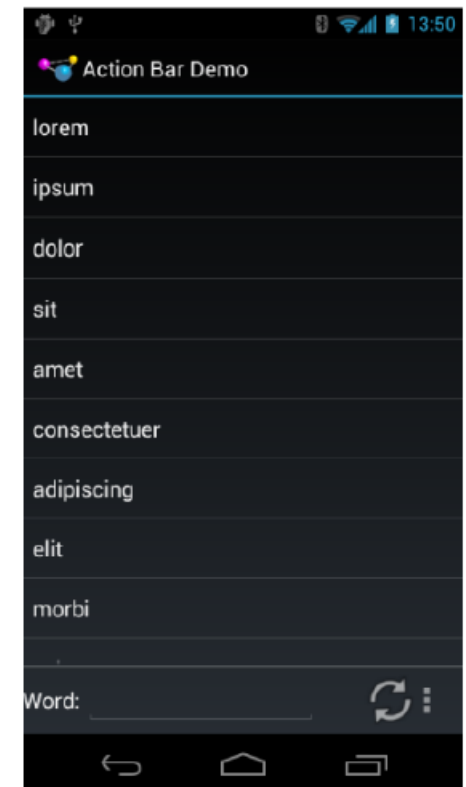 13:50
Action Bar Demo
lorem
ipsum
dolor
sit
amet
consectetuer
adipiscing
elit
morbi
Word: